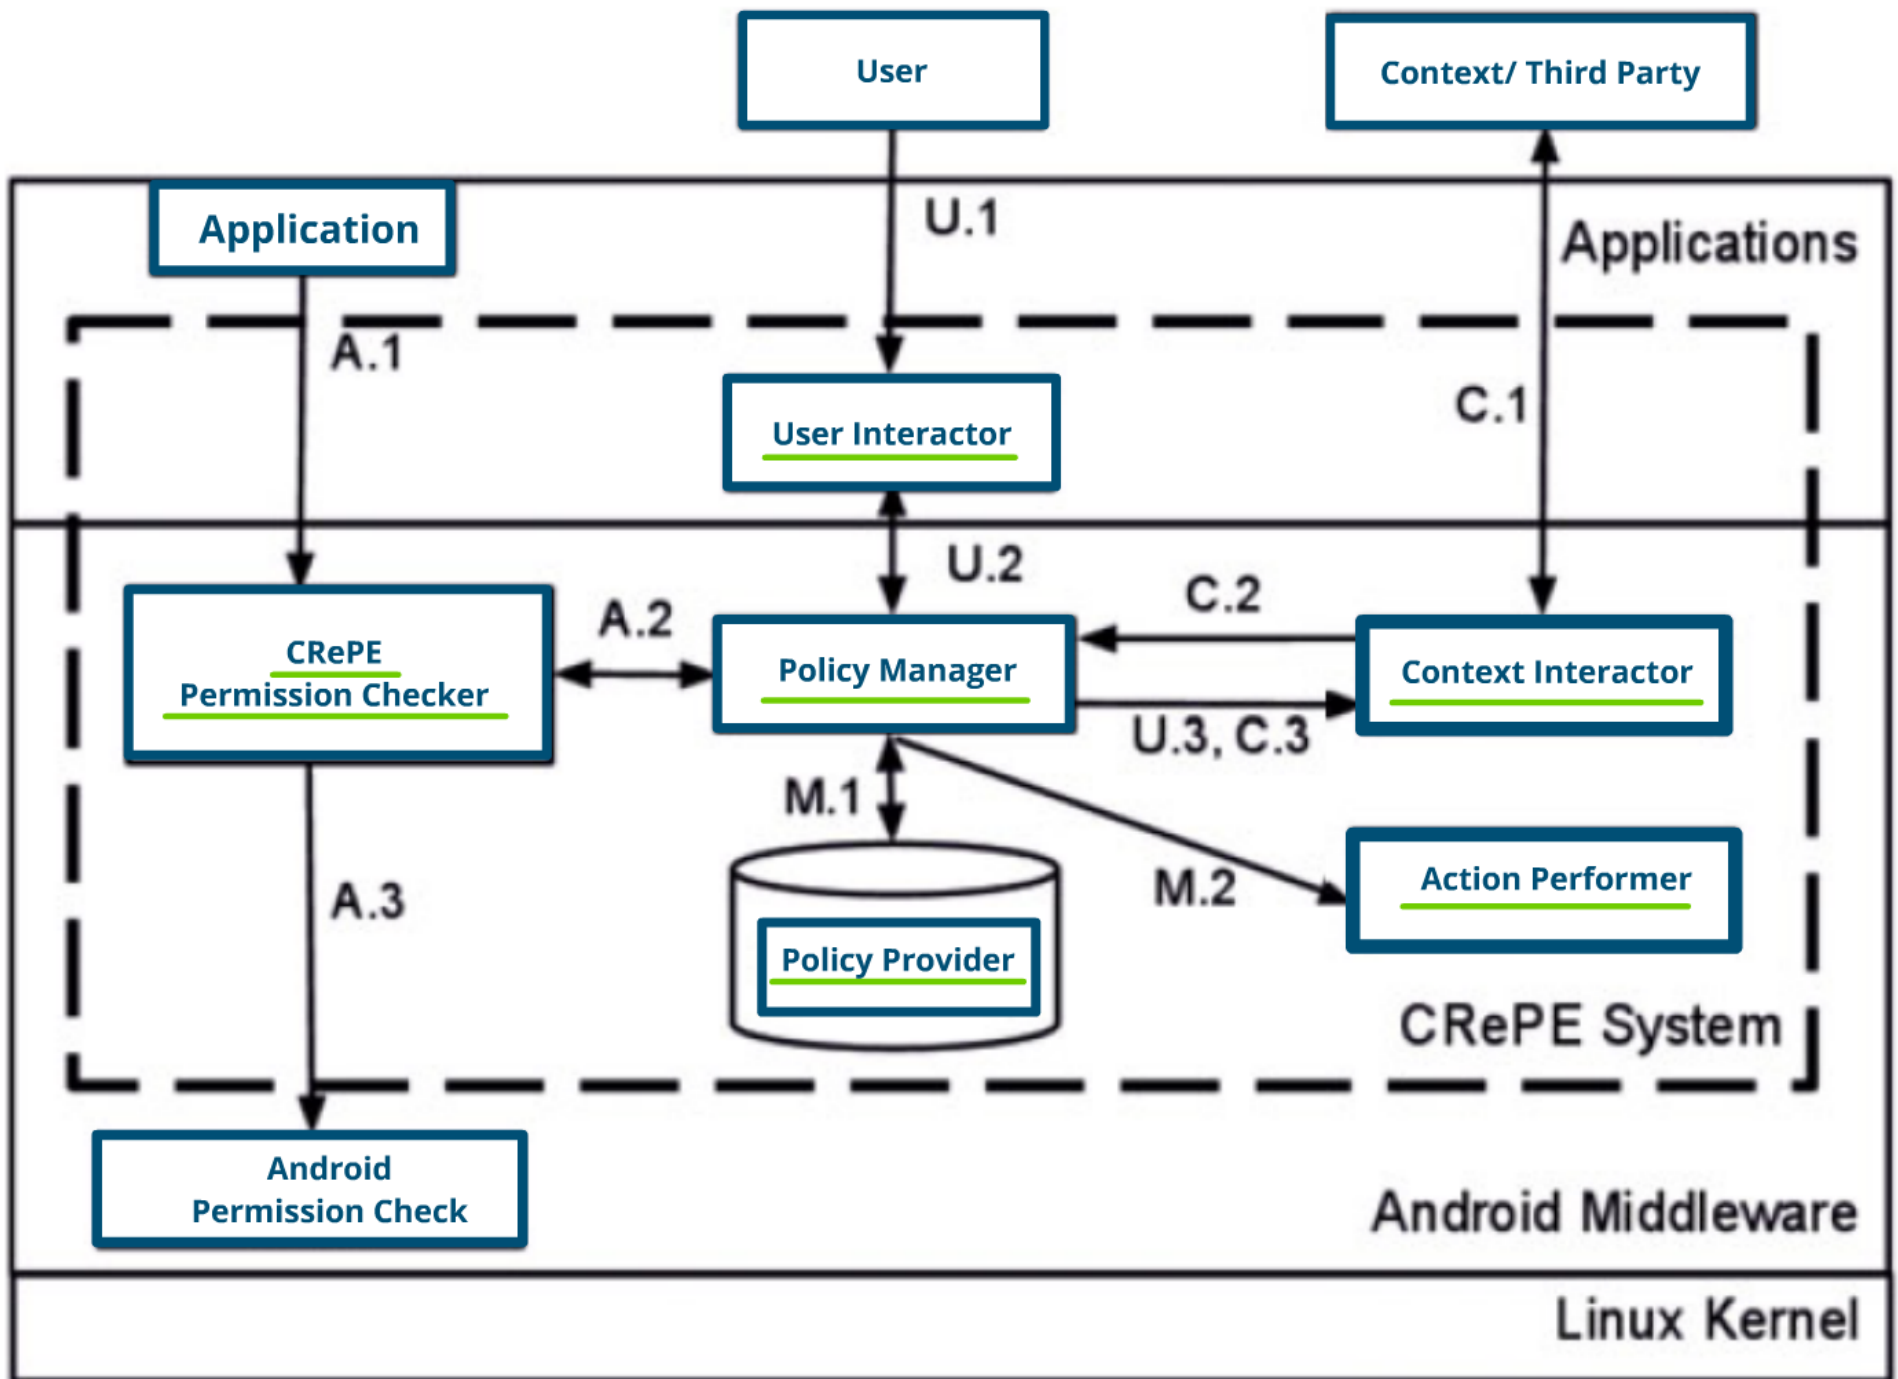 User
Context/ Third Party
Application
U.1
Applications
A.1
User Interactor
C.1
U.2
C.2
A.2
CRePE
Permission Checker
Policy Manager
Context Interactor
U.3, C.3
M.1
M.2
Action Performer
A.3
Policy Provider
CRePE System
Android
Permission Check
Android Middleware
Linux Kernel